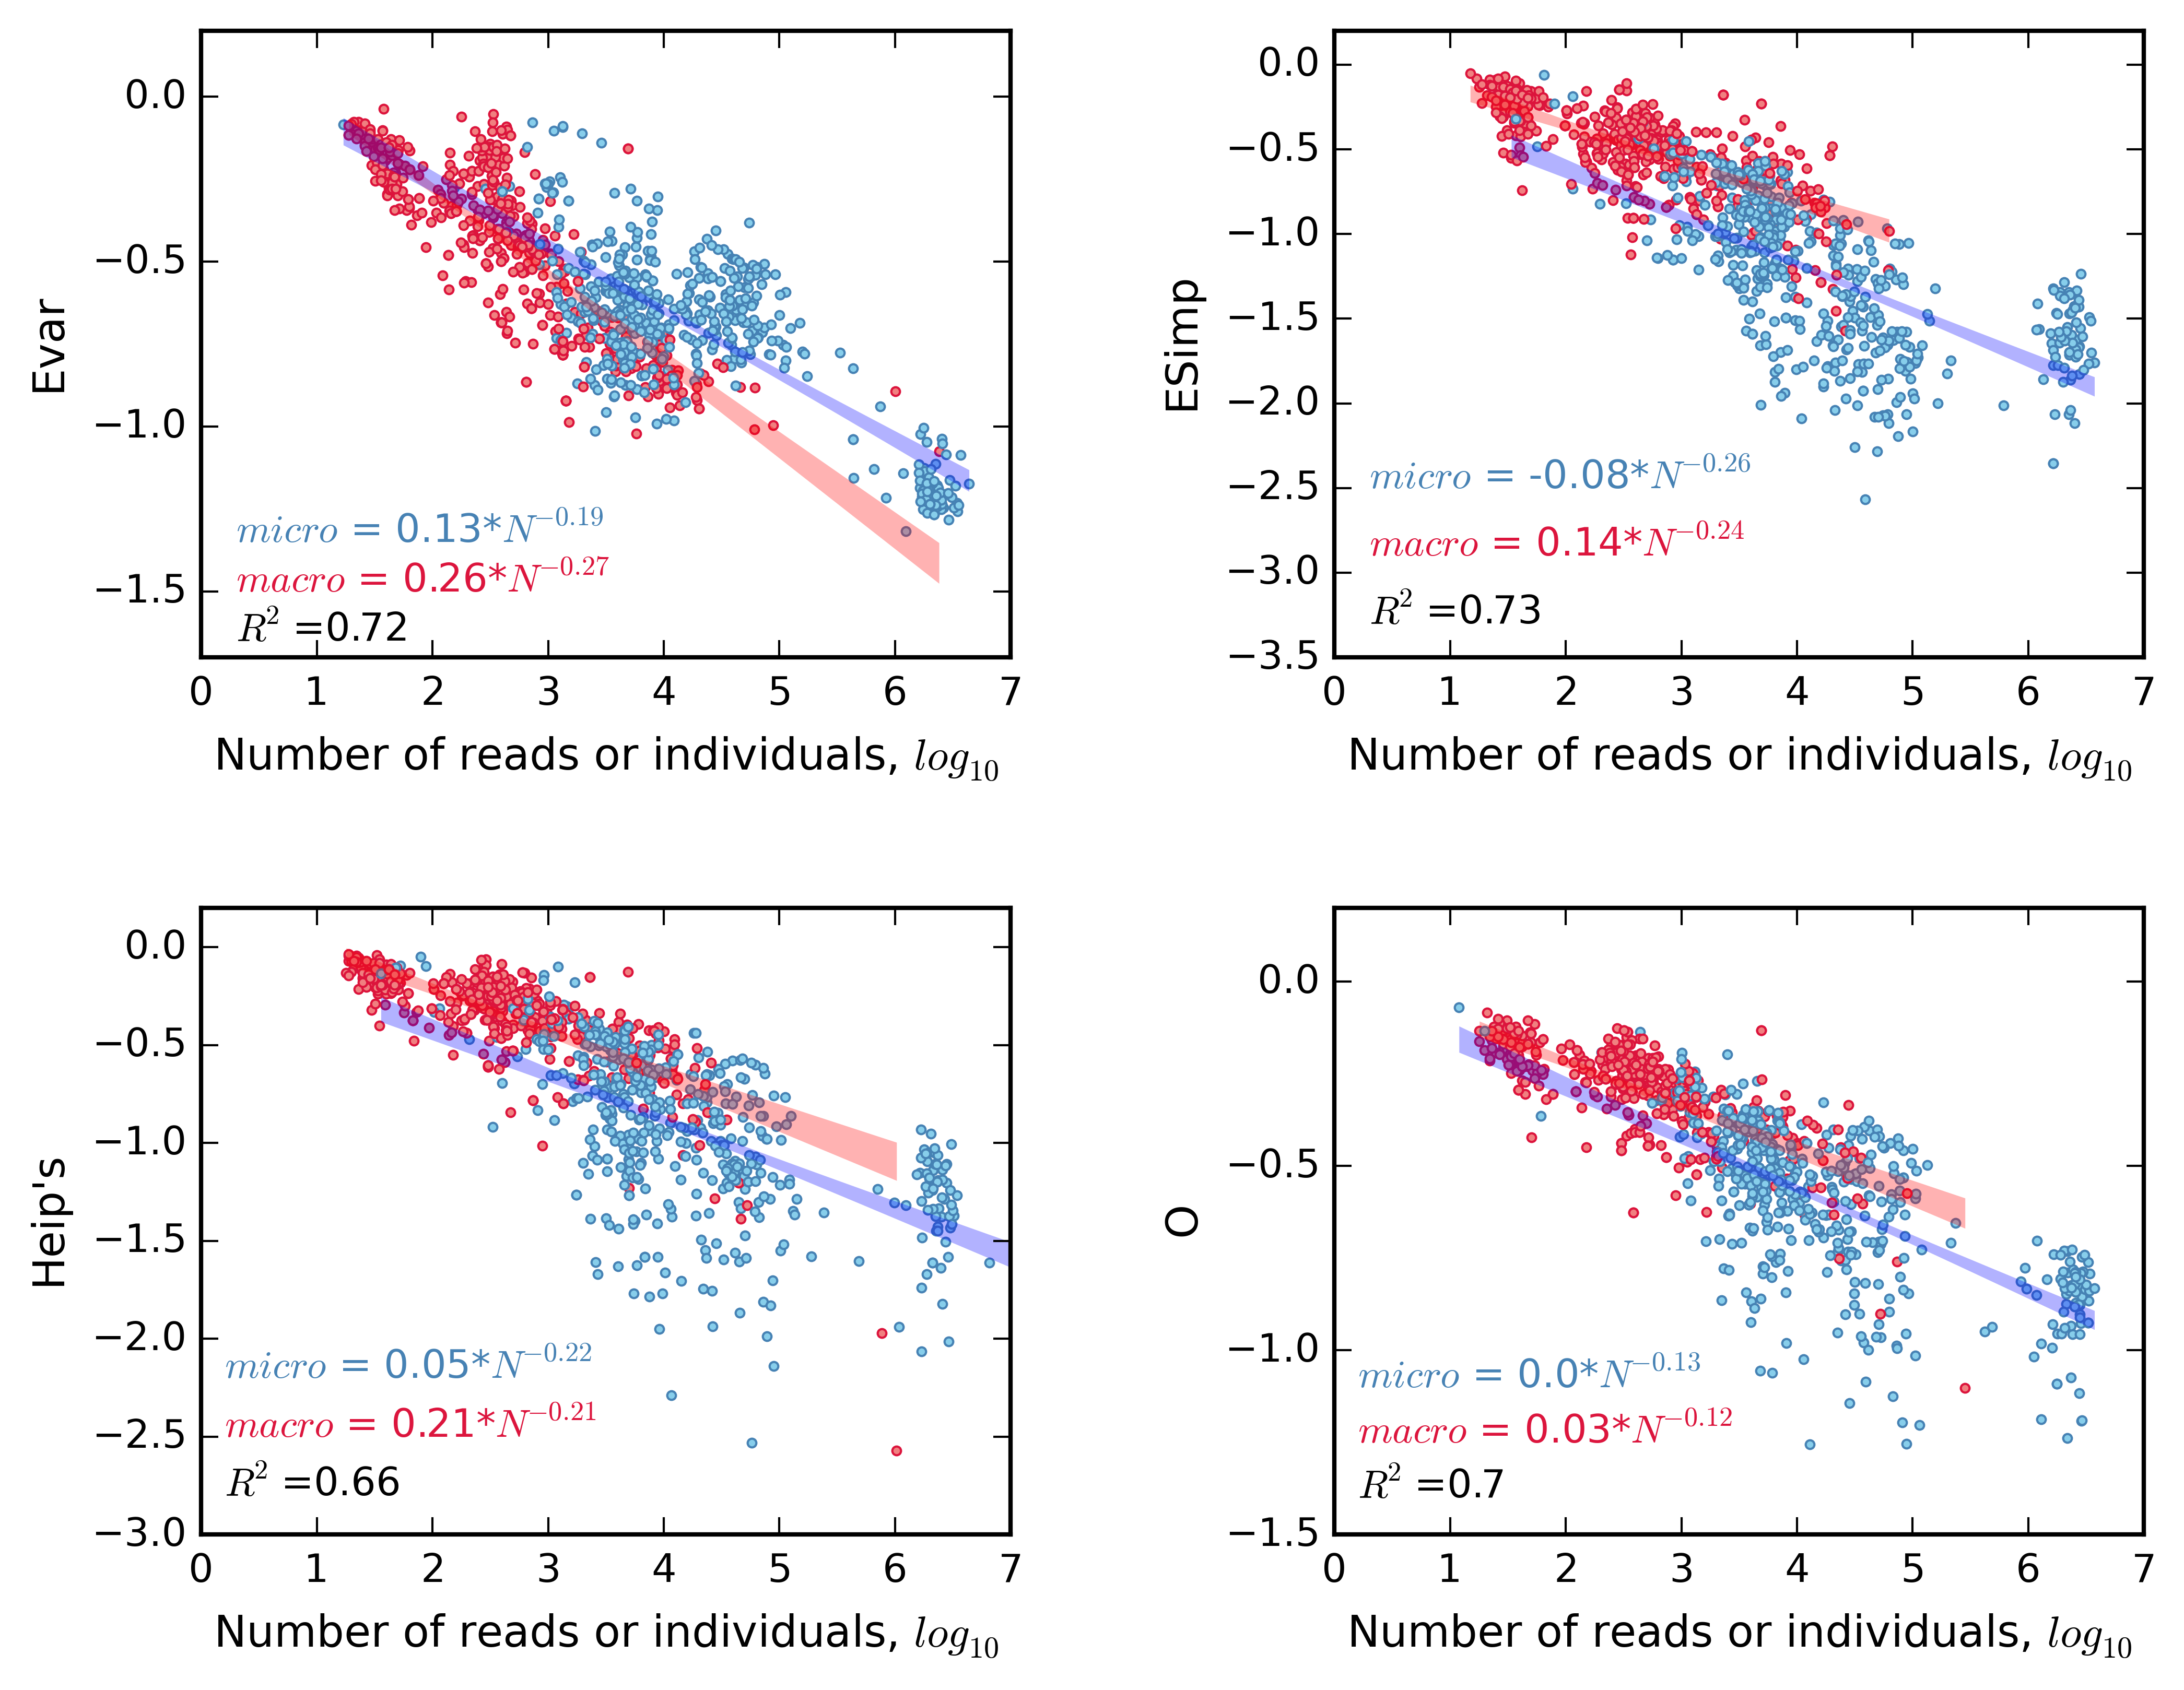 0.0
−0.5
−1.0
−1.5
Evar
micro = 0.13*N^−0.19
macro = 0.26*N^−0.27
R² =0.72
0 1 2 3 4 5 6 7
Number of reads or individuals, log₁₀
0.0
−0.5
−1.0
−1.5
−2.0
−2.5
−3.0
−3.5
ESimp
micro = -0.08*N^−0.26
macro = 0.14*N^−0.24
R² =0.73
0 1 2 3 4 5 6 7
Number of reads or individuals, log₁₀
0.0
−0.5
−1.0
−1.5
−2.0
−2.5
−3.0
Heip's
micro = 0.05*N^−0.22
macro = 0.21*N^−0.21
R² =0.66
0 1 2 3 4 5 6 7
Number of reads or individuals, log₁₀
0.0
−0.5
−1.0
−1.5
O
micro = 0.0*N^−0.13
macro = 0.03*N^−0.12
R² =0.7
0 1 2 3 4 5 6 7
Number of reads or individuals, log₁₀